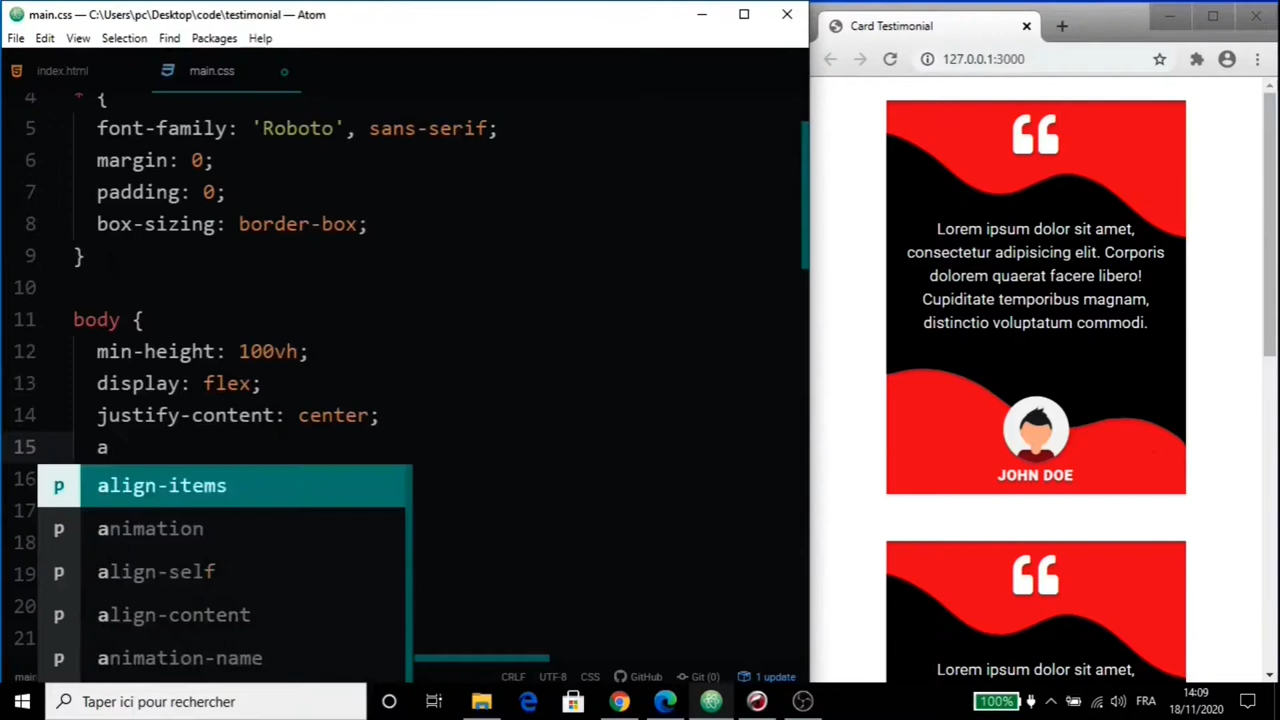 main.css — C:\Users\pc\Desktop\code\testimonial — Atom
File Edit View Selection Find Packages Help
index.html main.css
4 * {
5 font-family: 'Roboto', sans-serif;
6 margin: 0;
7 padding: 0;
8 box-sizing: border-box;
9 }
10
11 body {
12 min-height: 100vh;
13 display: flex;
14 justify-content: center;
15 a
16 p align-items
17 p animation
18
19 p align-self
20 p align-content
21 p animation-name
main CRLF UTF-8 CSS GitHub Git (0) 1 update
Card Testimonial
127.0.0.1:3000
Lorem ipsum dolor sit amet,
consectetur adipisicing elit. Corporis
dolorem quaerat facere libero!
Cupiditate temporibus magnam,
distinctio voluptatum commodi.
JOHN DOE
Lorem ipsum dolor sit amet,
Taper ici pour rechercher
100% FRA 14:09
18/11/2020